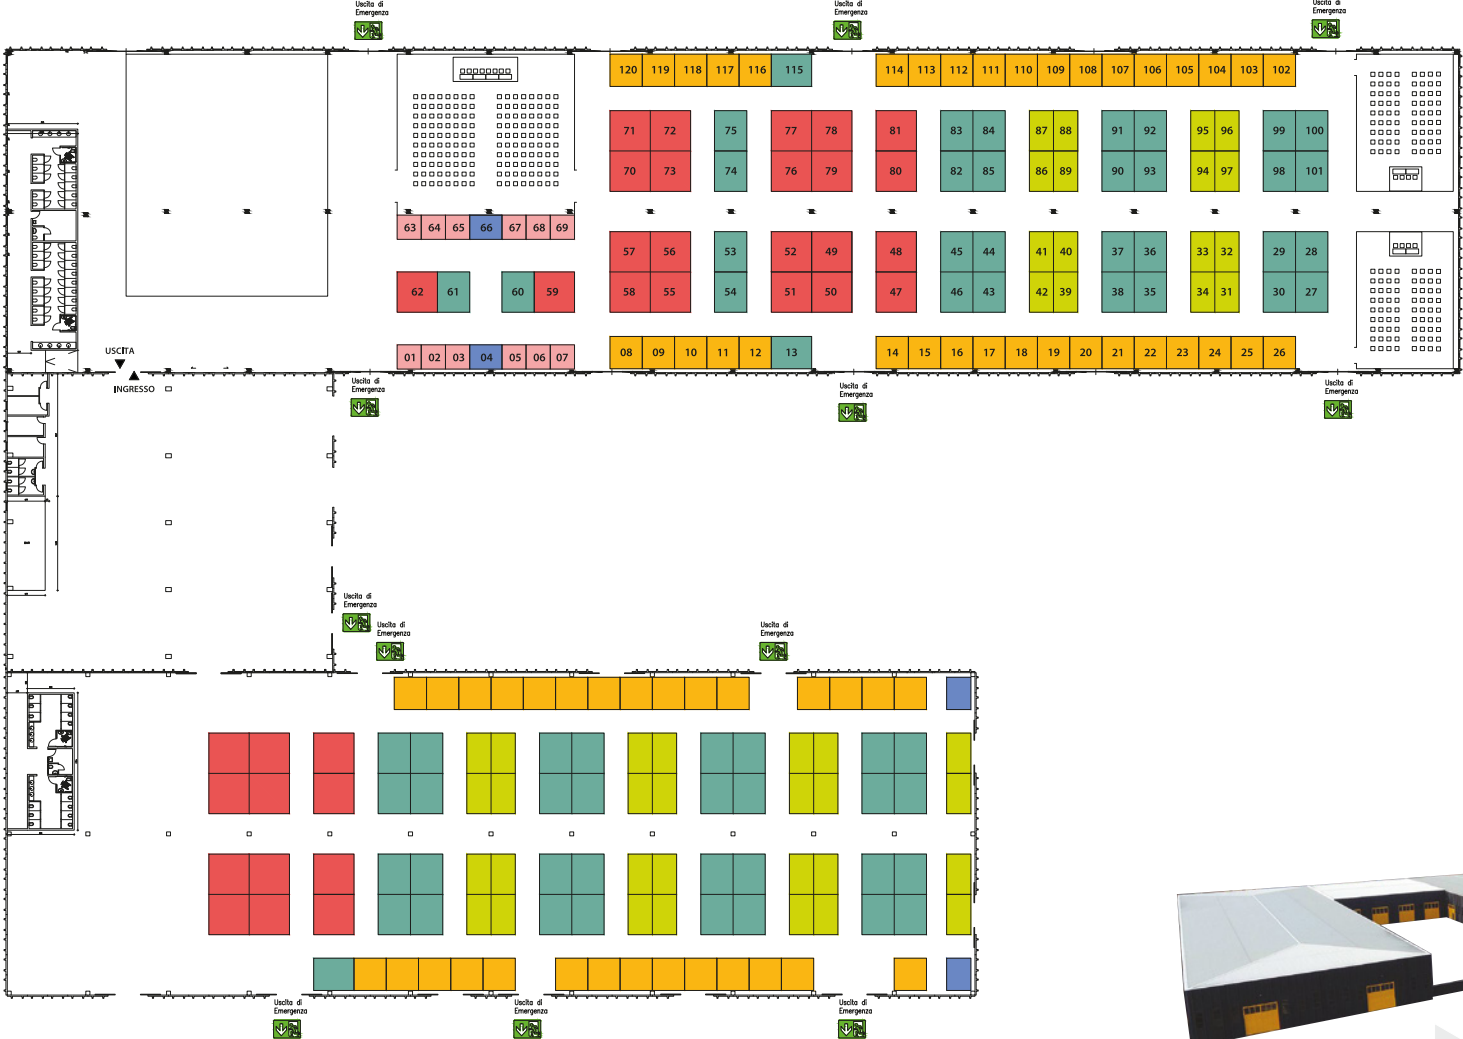 Uscita di
Emergenza
Uscita di
Emergenza
Uscita di
Emergenza
120 119 118 117 116 115 114 113 112 111 110 109 108 107 106 105 104 103 102
71 72 75 77 78 81 83 84 87 88 91 92 95 96 99 100
70 73 74 76 79 80 82 85 86 89 90 93 94 97 98 101
63 64 65 66 67 68 69
57 56 53 52 49 48 45 44 41 40 37 36 33 32 29 28
62 61 60 59 58 55 54 51 50 47 46 43 42 39 38 35 34 31 30 27
01 02 03 04 05 06 07 08 09 10 11 12 13 14 15 16 17 18 19 20 21 22 23 24 25 26
USCITA
INGRESSO
Uscita di
Emergenza
Uscita di
Emergenza
Uscita di
Emergenza
Uscita di
Emergenza
Uscita di
Emergenza
Uscita di
Emergenza
Uscita di
Emergenza
Uscita di
Emergenza
Uscita di
Emergenza